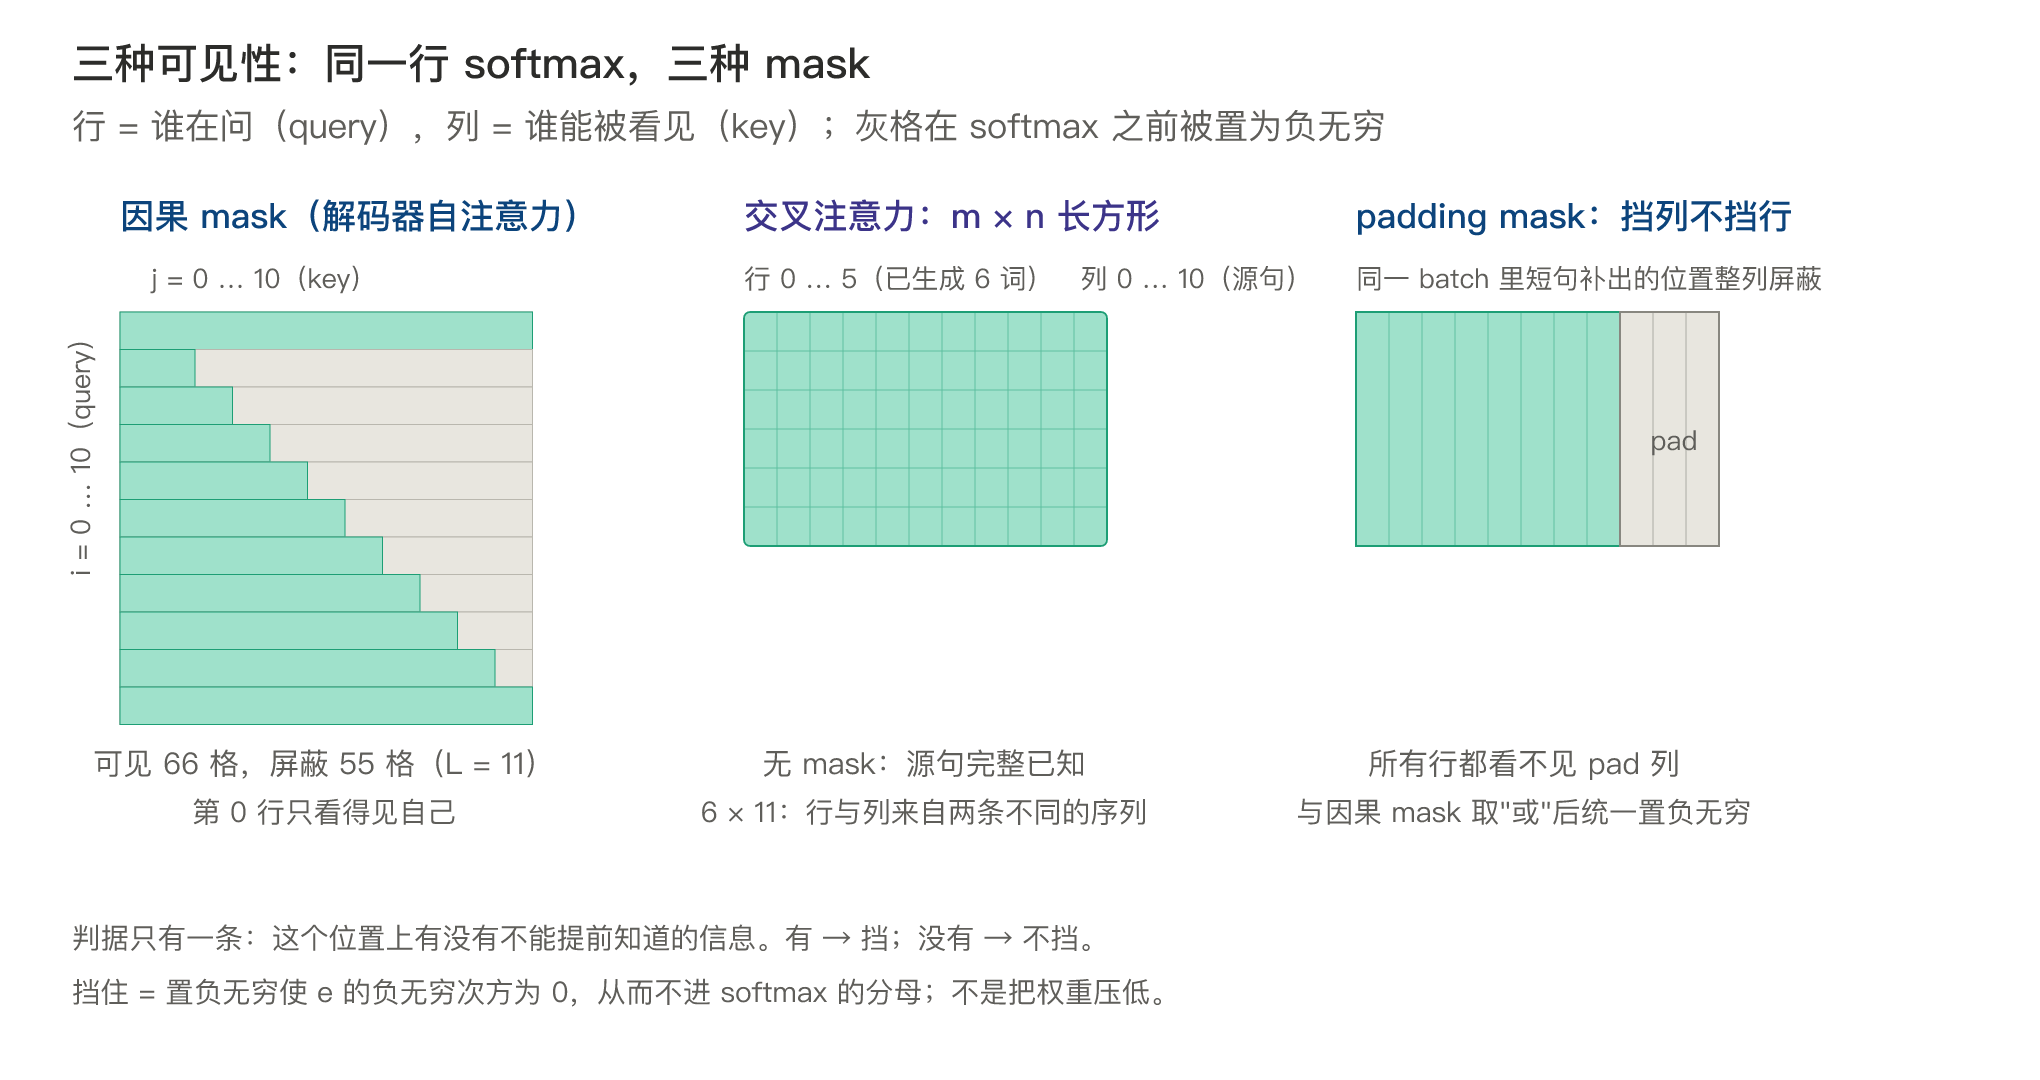 三种可见性：同一行 softmax，三种 mask
行 = 谁在问（query），列 = 谁能被看见（key）；灰格在 softmax 之前被置为负无穷
因果 mask（解码器自注意力）
j = 0 … 10（key）
i = 0 … 10（query）
可见 66 格，屏蔽 55 格（L = 11）
第 0 行只看得见自己
交叉注意力：m × n 长方形
行 0 … 5（已生成 6 词） 列 0 … 10（源句）
无 mask：源句完整已知
6 × 11：行与列来自两条不同的序列
padding mask：挡列不挡行
同一 batch 里短句补出的位置整列屏蔽
pad
所有行都看不见 pad 列
与因果 mask 取"或"后统一置负无穷
判据只有一条：这个位置上有没有不能提前知道的信息。有 → 挡；没有 → 不挡。
挡住 = 置负无穷使 e 的负无穷次方为 0，从而不进 softmax 的分母；不是把权重压低。